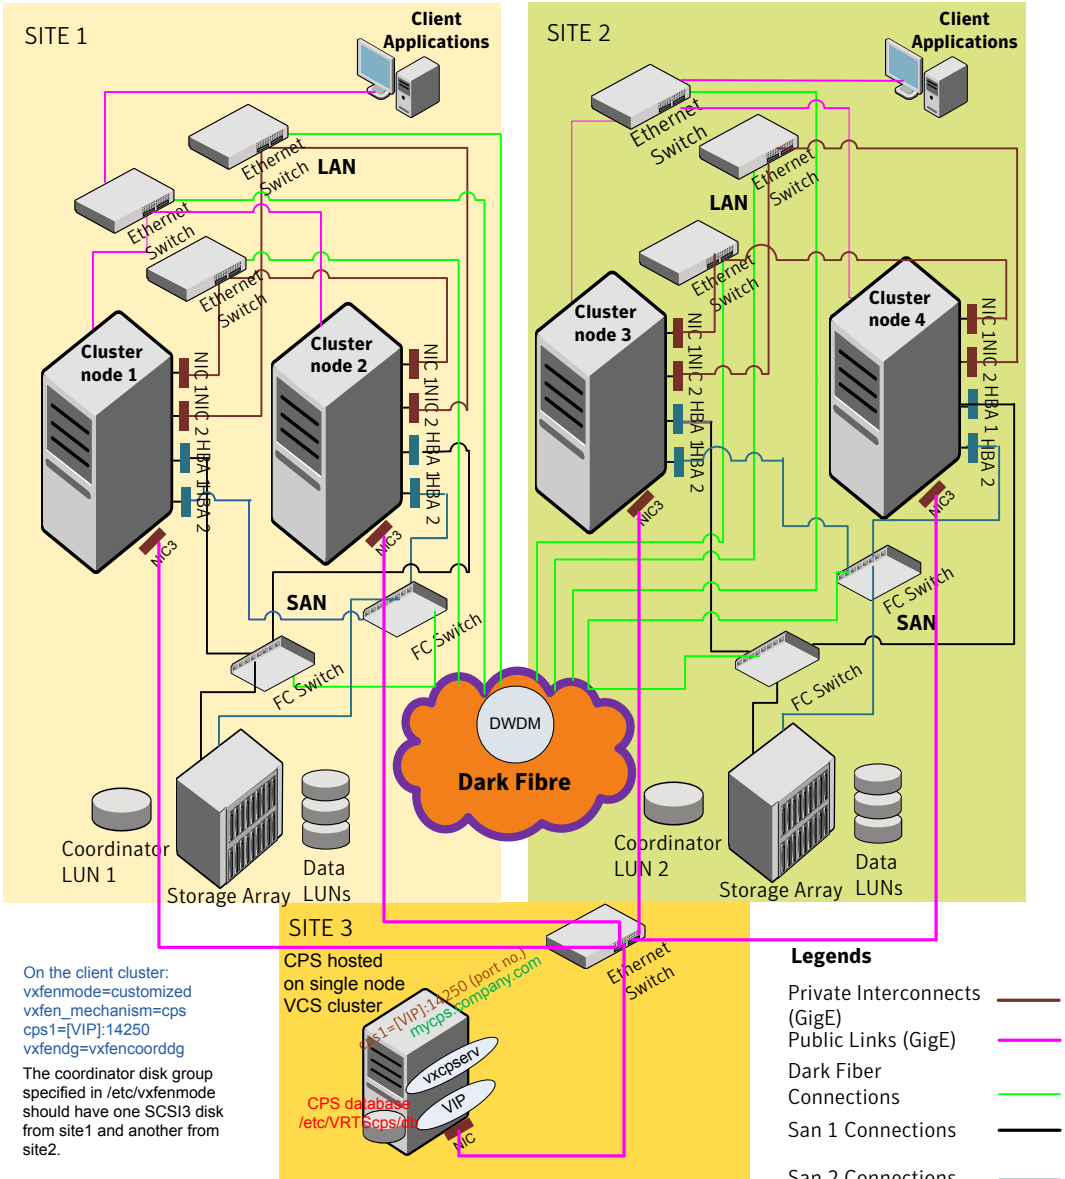 SITE 1
Client
Applications
Ethernet
Switch
LAN
Ethernet
Switch
Ethernet
Switch
Cluster
node 1
NIC 1
NIC 2
HBA 1
HBA 2
NIC3
Cluster
node 2
NIC 1
NIC 2
HBA 1
HBA 2
NIC3
SAN
FC Switch
FC Switch
Coordinator
LUN 1
Storage Array
Data
LUNs
SITE 2
Client
Applications
Ethernet
Switch
Ethernet
Switch
LAN
Ethernet
Switch
Cluster
node 3
NIC 1
NIC 2
HBA 1
HBA 2
NIC3
Cluster
node 4
NIC 1
NIC 2
HBA 1
HBA 2
NIC3
FC Switch
SAN
FC Switch
DWDM
Dark Fibre
Coordinator
LUN 2
Storage Array
Data
LUNs
SITE 3
CPS hosted
on single node
VCS cluster
Ethernet
Switch
cps1=[VIP]:14250 (port no.)
mycps.company.com
vxcpserv
VIP
CPS database
/etc/VRTScps/db
NIC
On the client cluster:
vxfenmode=customized
vxfen_mechanism=cps
cps1=[VIP]:14250
vxfendg=vxfencoorddg
The coordinator disk group
specified in /etc/vxfenmode
should have one SCSI3 disk
from site1 and another from
site2.
Legends
Private Interconnects
(GigE)
Public Links (GigE)
Dark Fiber
Connections
San 1 Connections
San 2 Connections